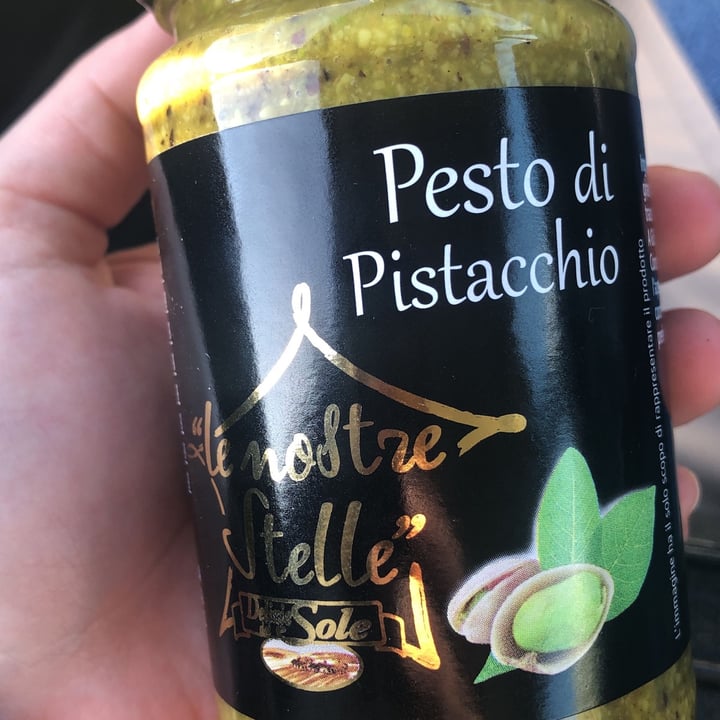 Pesto di
Pistacchio
"le nostre
Stelle"
Sole
L'immagine ha il solo scopo di rappresentare il prodotto